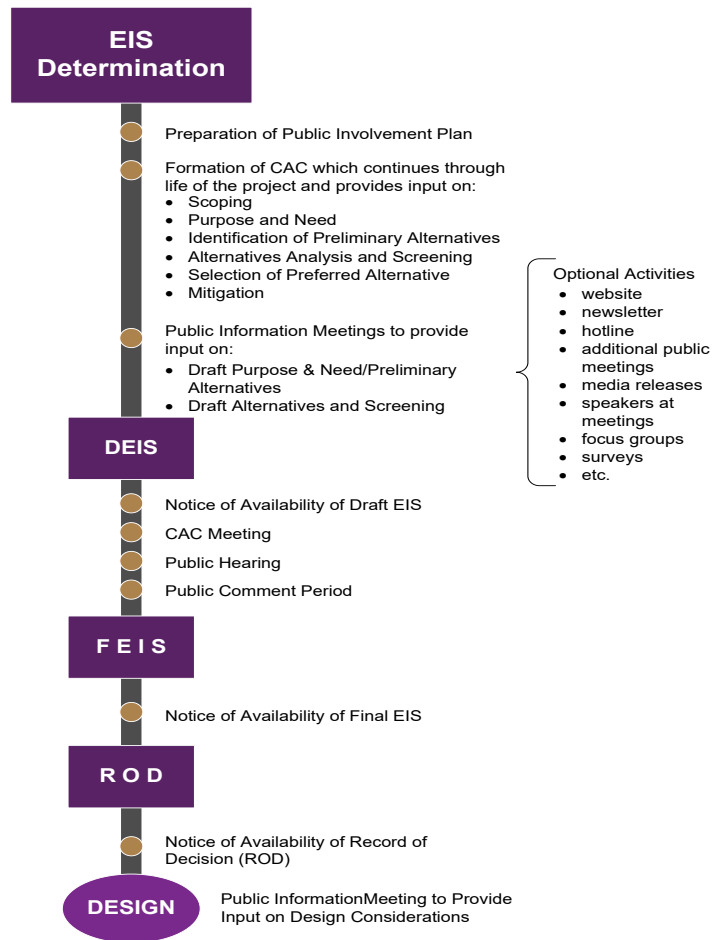 EIS
Determination
Preparation of Public Involvement Plan
Formation of CAC which continues through
life of the project and provides input on:
• Scoping
• Purpose and Need
• Identification of Preliminary Alternatives
• Alternatives Analysis and Screening
• Selection of Preferred Alternative
• Mitigation
Public Information Meetings to provide
input on:
• Draft Purpose & Need/Preliminary
Alternatives
• Draft Alternatives and Screening
Optional Activities
• website
• newsletter
• hotline
• additional public
meetings
• media releases
• speakers at
meetings
• focus groups
• surveys
• etc.
DEIS
Notice of Availability of Draft EIS
CAC Meeting
Public Hearing
Public Comment Period
F E I S
Notice of Availability of Final EIS
R O D
Notice of Availability of Record of
Decision (ROD)
DESIGN
Public InformationMeeting to Provide
Input on Design Considerations